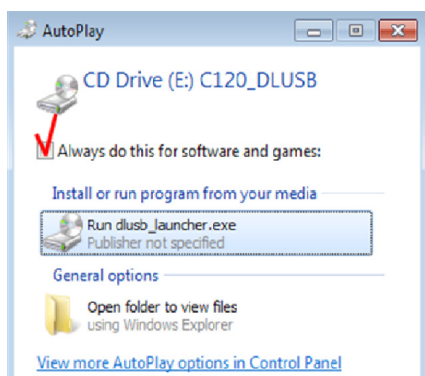 AutoPlay
CD Drive (E:) C120_DLUSB
Always do this for software and games:
Install or run program from your media
Run dlusb_launcher.exe
Publisher not specified
General options
Open folder to view files
using Windows Explorer
View more AutoPlay options in Control Panel